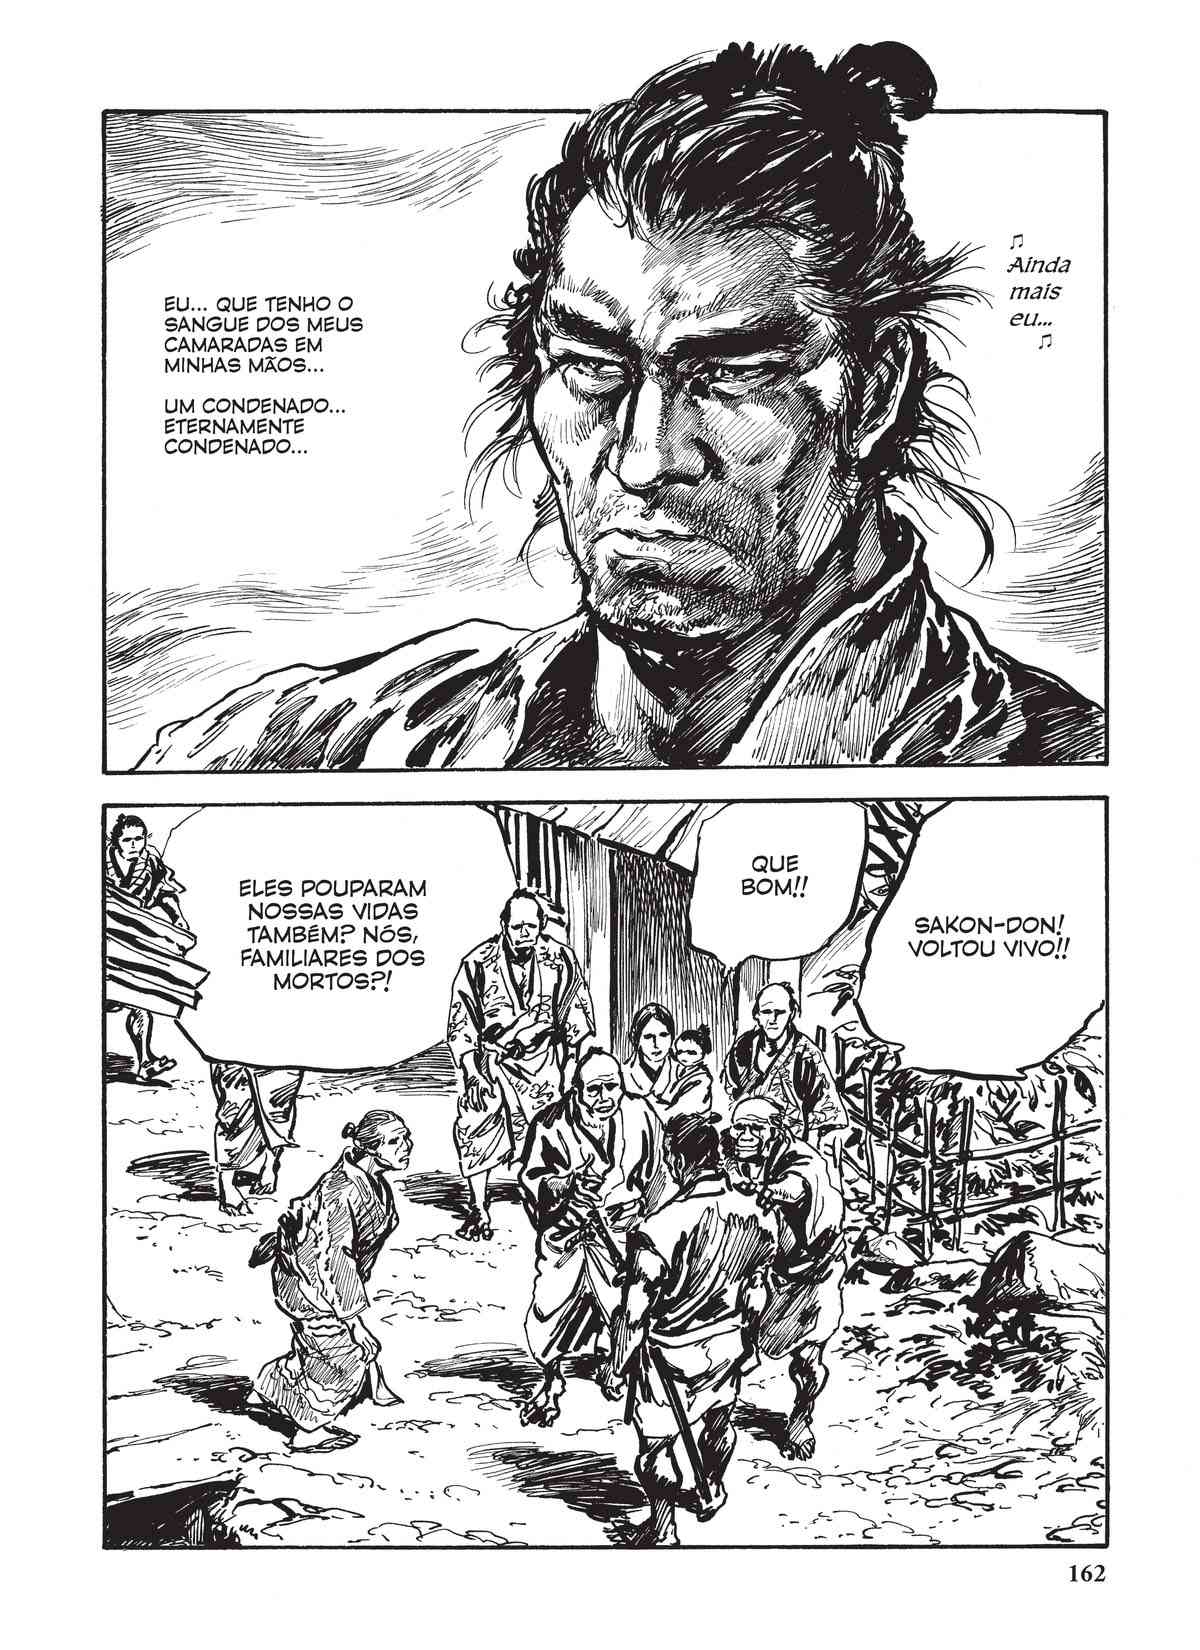 EU... QUE TENHO O
SANGUE DOS MEUS
CAMARADAS EM
MINHAS MÃOS...
UM CONDENADO...
ETERNAMENTE
CONDENADO...
♫
Ainda
mais
eu...
♫
ELES POUPARAM
NOSSAS VIDAS
TAMBÉM? NÓS,
FAMILIARES DOS
MORTOS?!
QUE
BOM!!
SAKON-DON!
VOLTOU VIVO!!
162